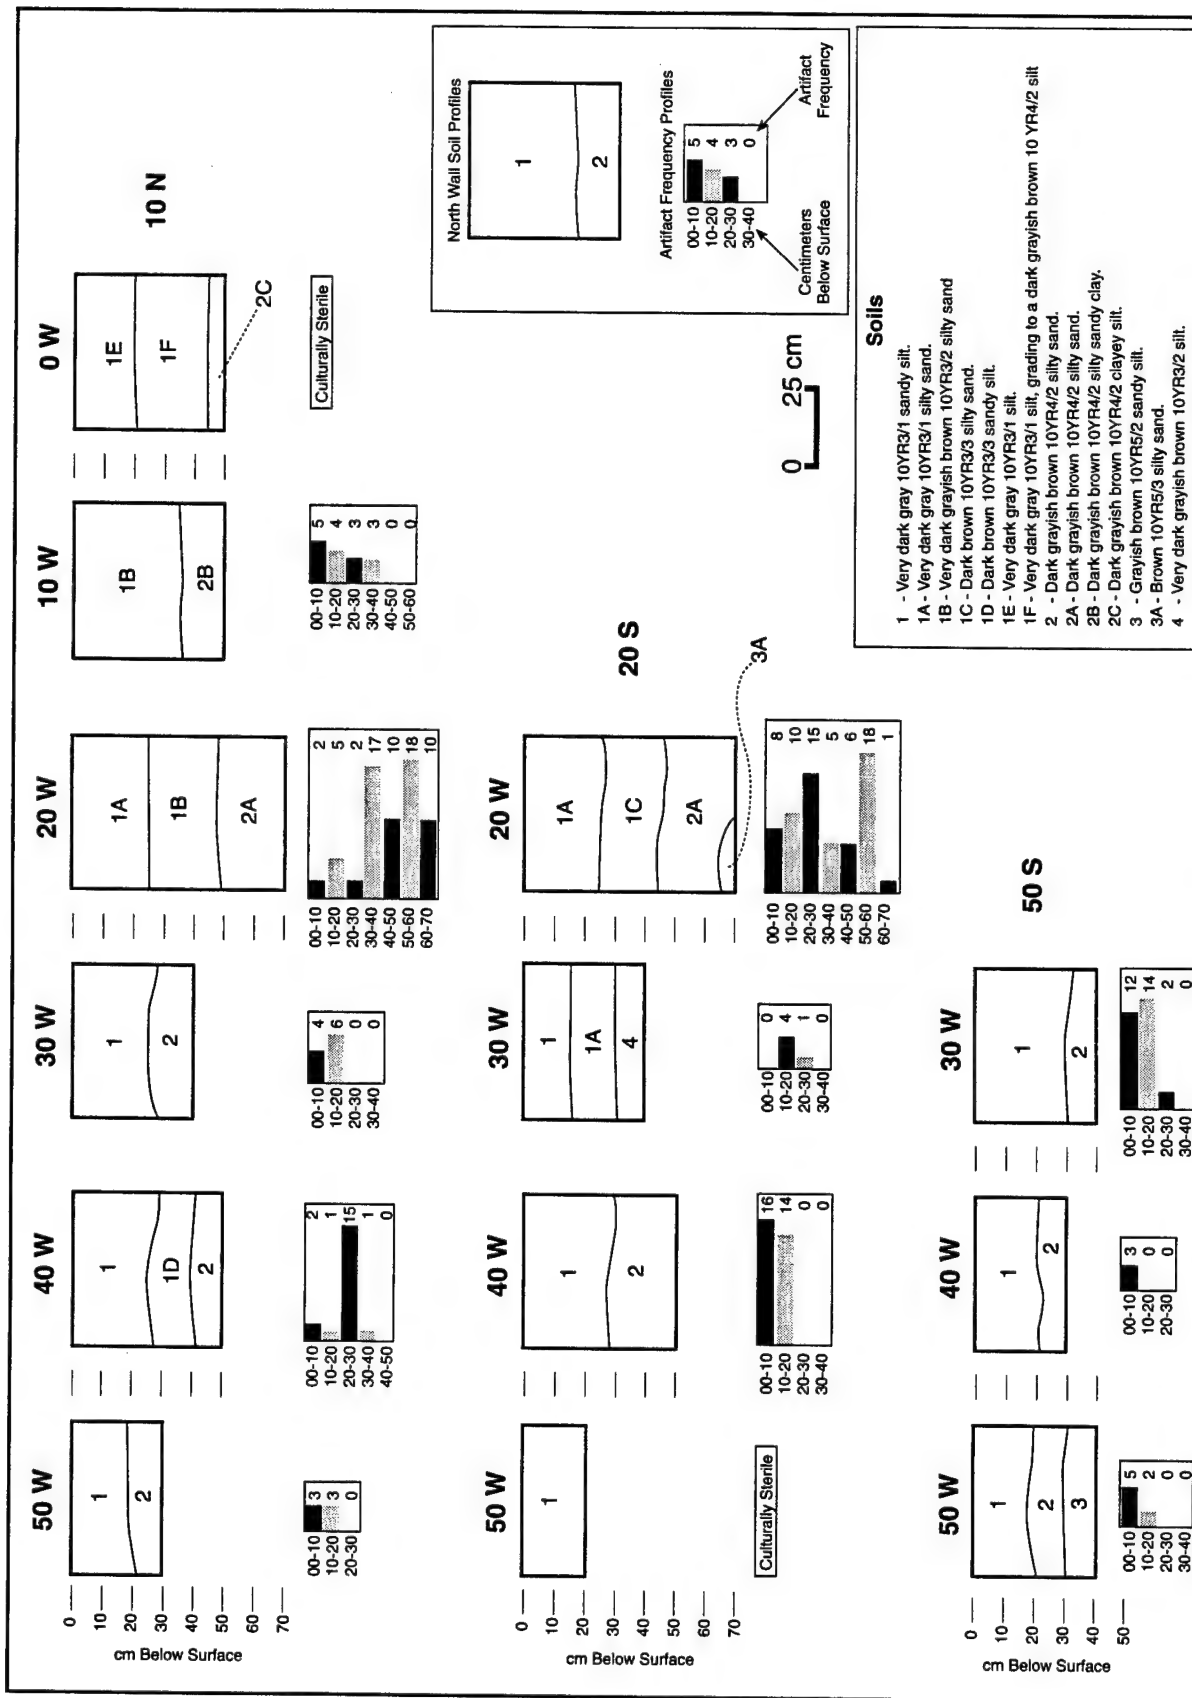 50 W
40 W
30 W
20 W
10 W
0 W
10 N
cm Below Surface
0
10
20
30
40
50
60
70
1
2
1
1D
2
1
2
1A
1B
2A
1B
2B
1E
1F
2C
00-10 3
10-20 3
20-30 0
00-10 2
10-20 1
20-30 15
30-40 1
40-50 0
00-10 4
10-20 6
20-30 0
30-40 0
00-10 2
10-20 5
20-30 2
30-40 17
40-50 10
50-60 18
60-70 10
00-10 5
10-20 4
20-30 3
30-40 3
40-50 0
50-60 0
Culturally Sterile
50 W
40 W
30 W
20 W
20 S
cm Below Surface
0
10
20
30
40
50
60
70
1
1
2
1
1A
4
1A
1C
2A
3A
Culturally Sterile
00-10 16
10-20 14
20-30 0
30-40 0
00-10 0
10-20 4
20-30 1
30-40 0
00-10 8
10-20 10
20-30 15
30-40 5
40-50 6
50-60 18
60-70 1
50 W
40 W
30 W
50 S
cm Below Surface
0
10
20
30
40
50
1
2
3
1
2
1
2
00-10 5
10-20 2
20-30 0
30-40 0
00-10 3
10-20 0
20-30 0
00-10 12
10-20 14
20-30 2
30-40 0
North Wall Soil Profiles
1
2
Artifact Frequency Profiles
00-10 5
10-20 4
20-30 3
30-40 0
Centimeters
Below Surface
Artifact
Frequency
0 25 cm
Soils
1 - Very dark gray 10YR3/1 sandy silt.
1A - Very dark gray 10YR3/1 silty sand.
1B - Very dark grayish brown 10YR3/2 silty sand
1C - Dark brown 10YR3/3 silty sand.
1D - Dark brown 10YR3/3 sandy silt.
1E - Very dark gray 10YR3/1 silt.
1F - Very dark gray 10YR3/1 silt, grading to a dark grayish brown 10 YR4/2 silt
2 - Dark grayish brown 10YR4/2 silty sand.
2A - Dark grayish brown 10YR4/2 silty sand.
2B - Dark grayish brown 10YR4/2 silty sandy clay.
2C - Dark grayish brown 10YR4/2 clayey silt.
3 - Grayish brown 10YR5/2 sandy silt.
3A - Brown 10YR5/3 silty sand.
4 - Very dark grayish brown 10YR3/2 silt.